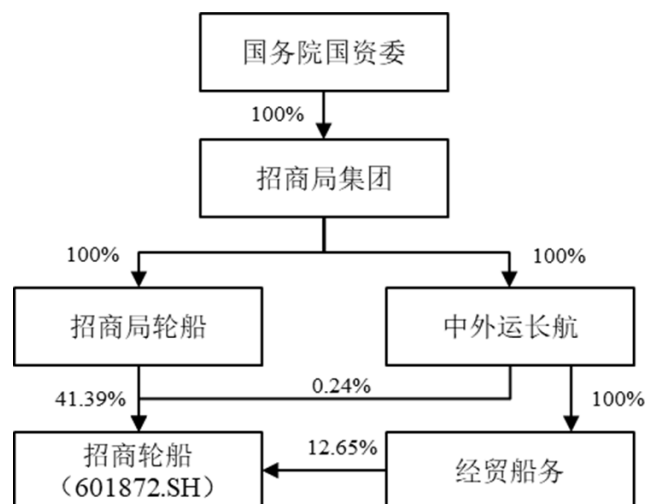 国务院国资委
100%
招商局集团
100%
100%
招商局轮船
中外运长航
41.39%
0.24%
100%
招商轮船
（601872.SH）
12.65%
经贸船务